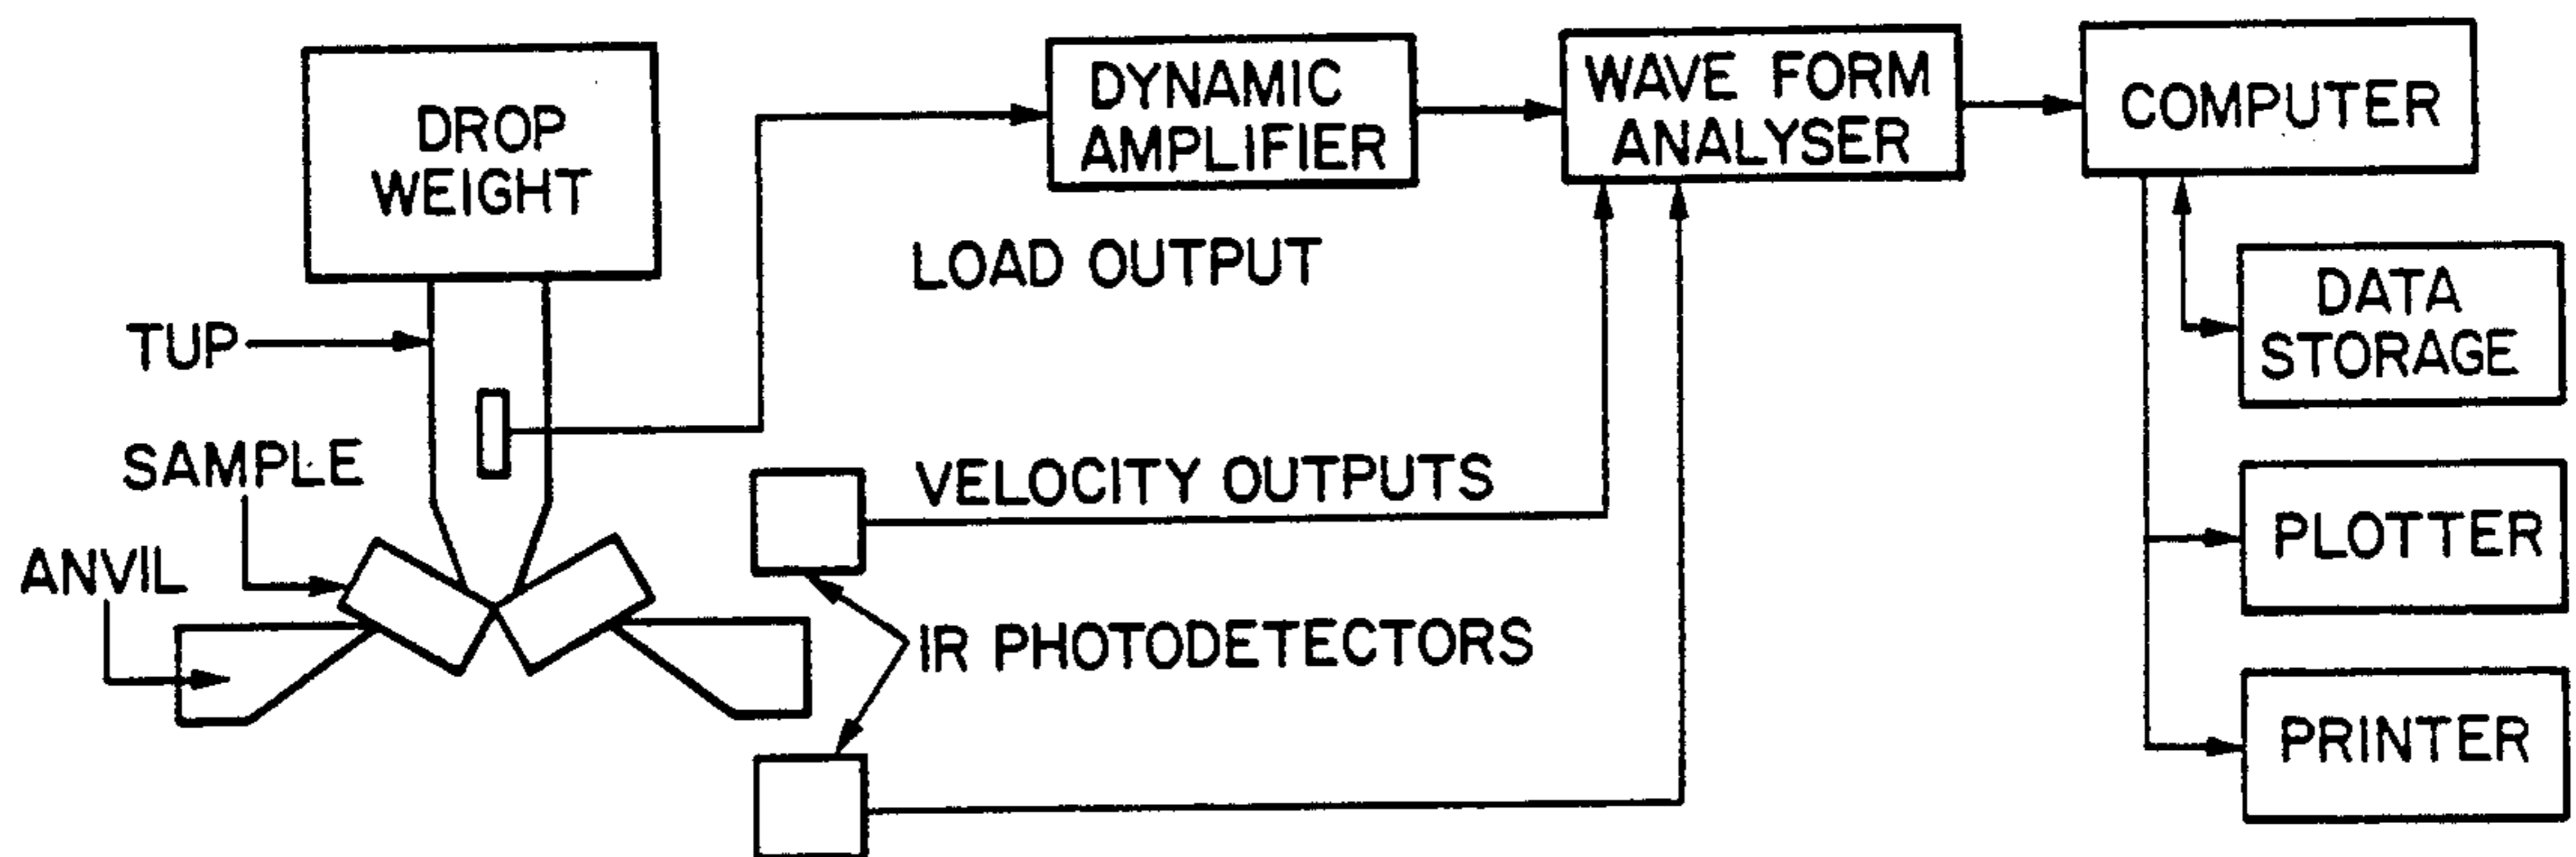 DROP
WEIGHT
DYNAMIC
AMPLIFIER
WAVE FORM
ANALYSER
COMPUTER
LOAD OUTPUT
DATA
STORAGE
TUP
SAMPLE
VELOCITY OUTPUTS
PLOTTER
ANVIL
IR PHOTODETECTORS
PRINTER